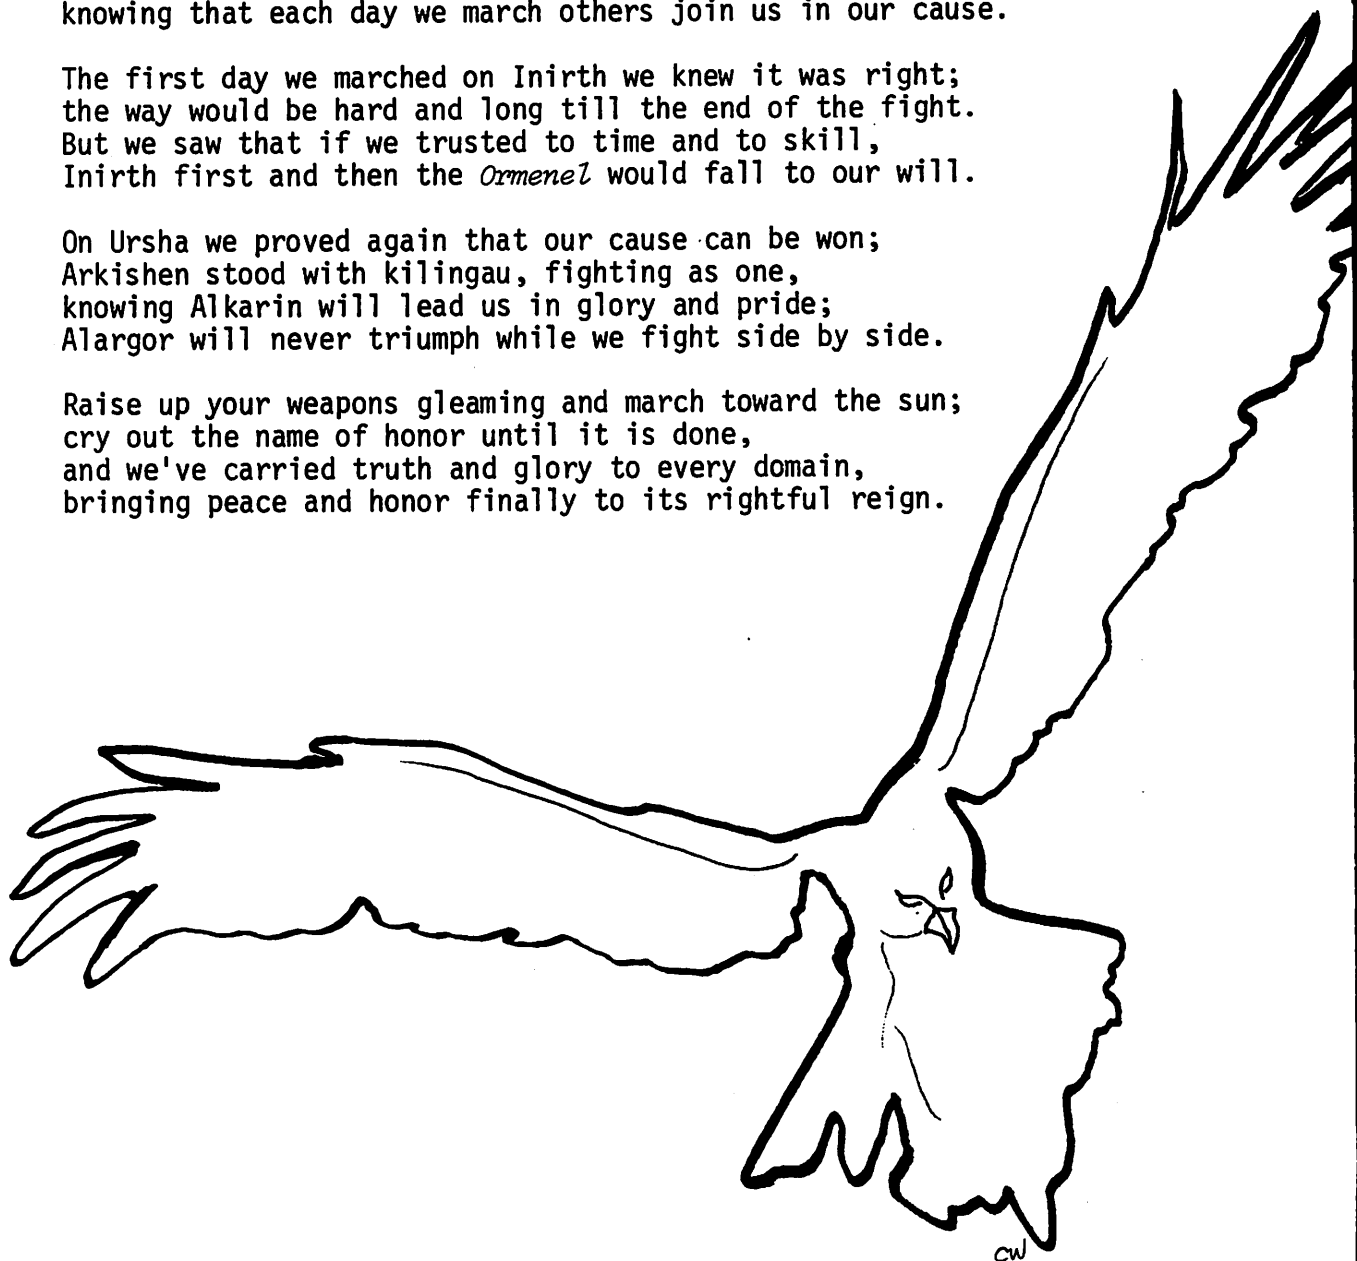 knowing that each day we march others join us in our cause.
The first day we marched on Inirth we knew it was right;
the way would be hard and long till the end of the fight.
But we saw that if we trusted to time and to skill,
Inirth first and then the Ormenel would fall to our will.
On Ursha we proved again that our cause can be won;
Arkishen stood with kilingau, fighting as one,
knowing Alkarin will lead us in glory and pride;
Alargor will never triumph while we fight side by side.
Raise up your weapons gleaming and march toward the sun;
cry out the name of honor until it is done,
and we've carried truth and glory to every domain,
bringing peace and honor finally to its rightful reign.
CW